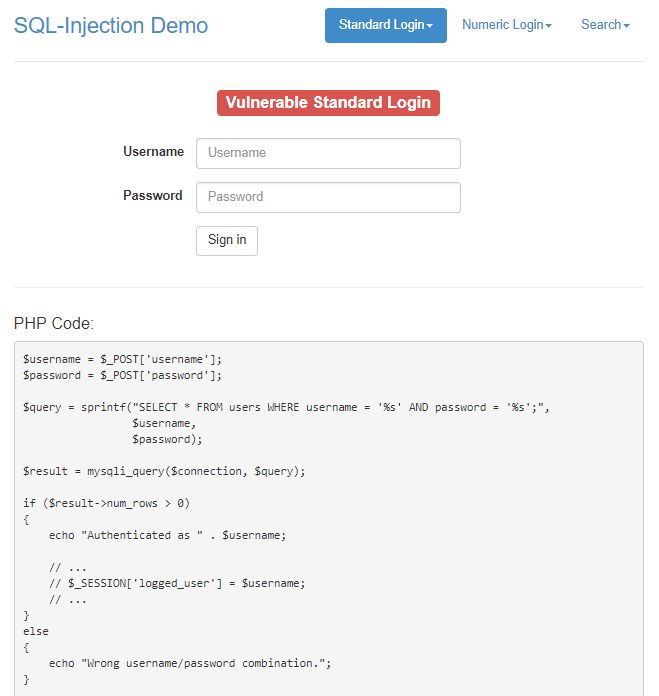 SQL-Injection Demo
Standard Login
Numeric Login
Search
Vulnerable Standard Login
Username
Username
Password
Password
Sign in
PHP Code:
$username = $_POST['username'];
$password = $_POST['password'];
$query = sprintf("SELECT * FROM users WHERE username = '%s' AND password = '%s';",
$username,
$password);
$result = mysqli_query($connection, $query);
if ($result->num_rows > 0)
{
echo "Authenticated as " . $username;
// ...
// $_SESSION['logged_user'] = $username;
// ...
}
else
{
echo "Wrong username/password combination.";
}